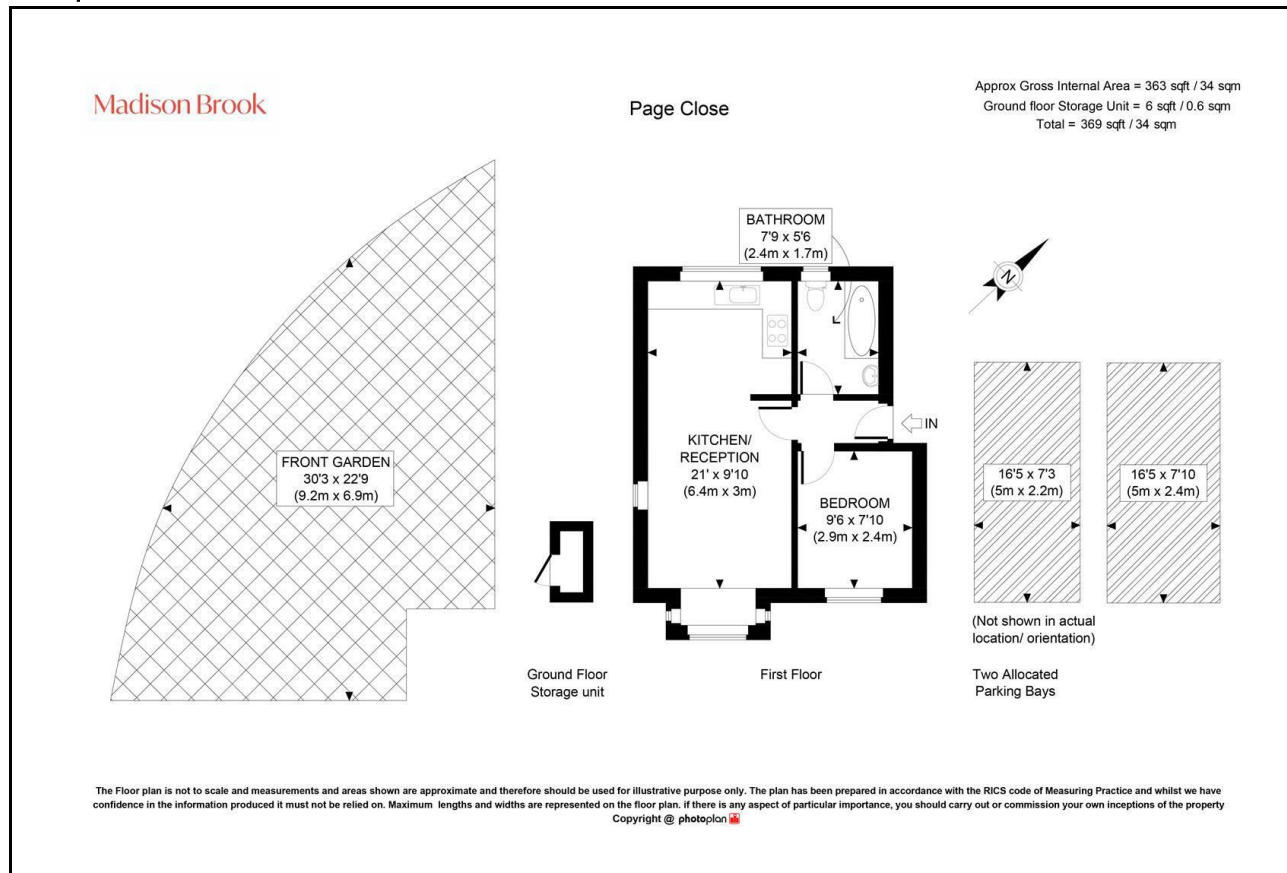 Madison Brook
Page Close
Approx Gross Internal Area = 363 sqft / 34 sqm
Ground floor Storage Unit = 6 sqft / 0.6 sqm
Total = 369 sqft / 34 sqm
BATHROOM
7'9 x 5'6
(2.4m x 1.7m)
N
IN
KITCHEN/
RECEPTION
21' x 9'10
(6.4m x 3m)
BEDROOM
9'6 x 7'10
(2.9m x 2.4m)
FRONT GARDEN
30'3 x 22'9
(9.2m x 6.9m)
16'5 x 7'3
(5m x 2.2m)
16'5 x 7'10
(5m x 2.4m)
(Not shown in actual
location/ orientation)
Ground Floor
Storage unit
First Floor
Two Allocated
Parking Bays
The Floor plan is not to scale and measurements and areas shown are approximate and therefore should be used for illustrative purpose only. The plan has been prepared in accordance with the RICS code of Measuring Practice and whilst we have
confidence in the information produced it must not be relied on. Maximum lengths and widths are represented on the floor plan. if there is any aspect of particular importance, you should carry out or commission your own inceptions of the property
Copyright @ photoplan